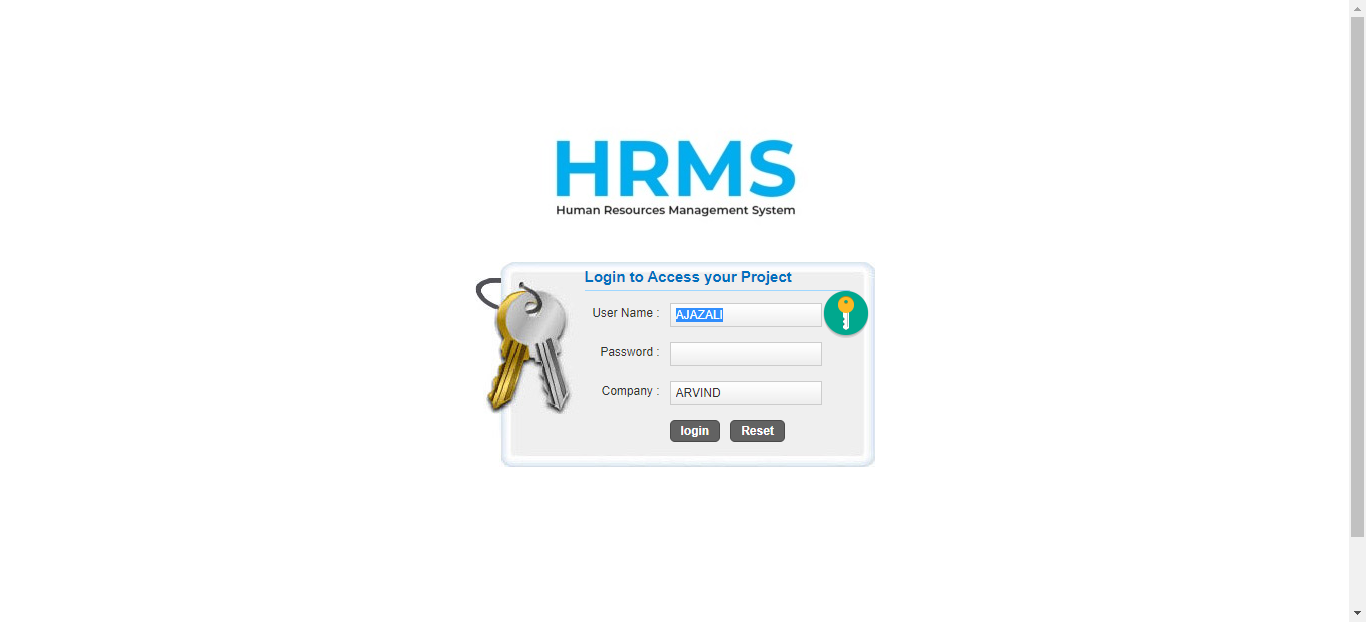 HRMS
Human Resources Management System
Login to Access your Project
User Name : AJAZALI
Password :
Company : ARVIND
login Reset